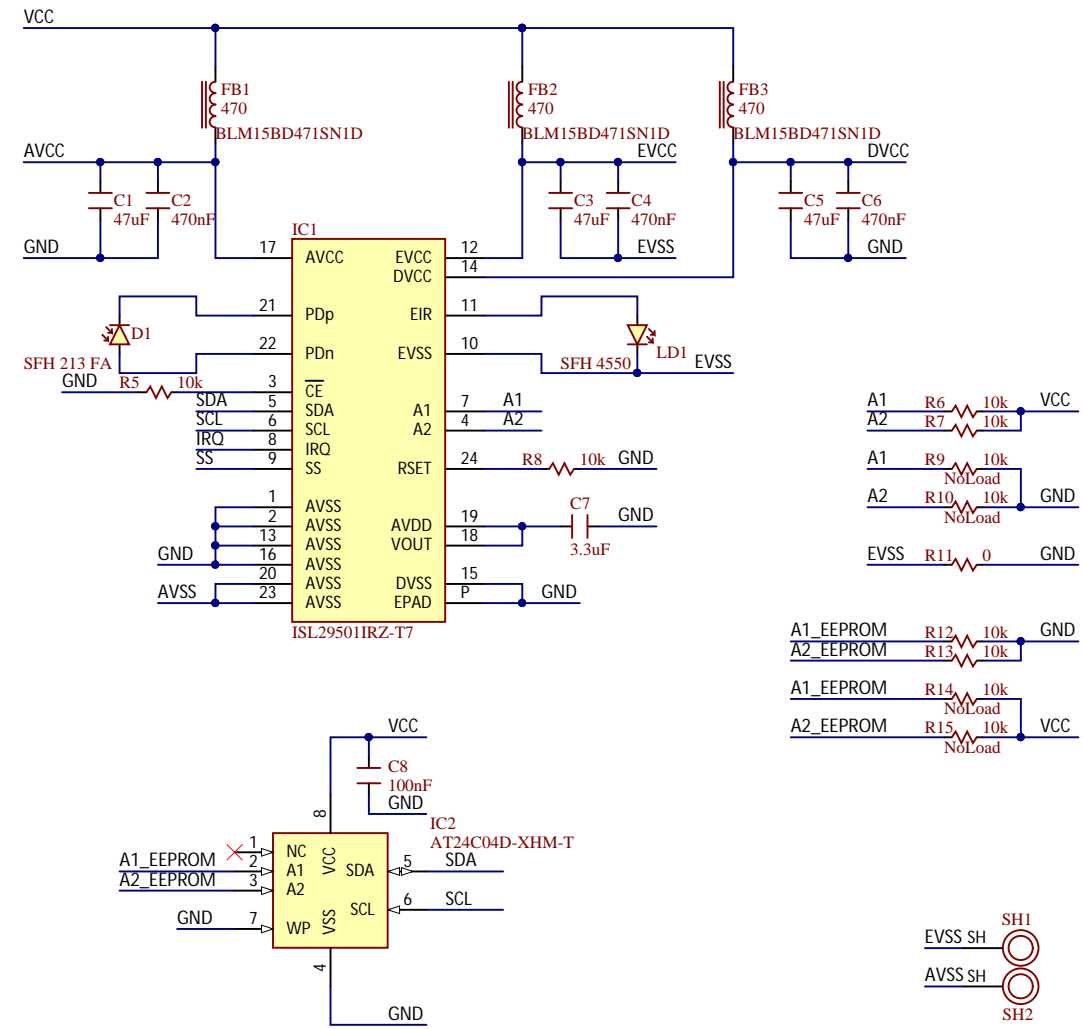 VCC
FB1
470
BLM15BD471SN1D
FB2
470
BLM15BD471SN1D
FB3
470
BLM15BD471SN1D
AVCC
EVCC
DVCC
C1
47uF
C2
470nF
C3
47uF
C4
470nF
C5
47uF
C6
470nF
GND
EVSS
GND
IC1
17 AVCC
EVCC 12
DVCC 14
21 PDp
EIR 11
D1
SFH 213 FA
22 PDn
EVSS 10
LD1
SFH 4550
EVSS
GND R5 10k 3 CE
SDA 5 SDA
SCL 6 SCL
IRQ 8 IRQ
SS 9 SS
A1 7 A1
A2 4 A2
RSET 24 R8 10k GND
1 AVSS
2 AVSS
13 AVSS
GND 16 AVSS
20 AVSS
AVSS 23 AVSS
AVDD 19
VOUT 18
C7
3.3uF
GND
DVSS 15
EPAD P GND
ISL29501IRZ-T7
A1 R6 10k VCC
A2 R7 10k
A1 R9 10k
NoLoad
A2 R10 10k GND
NoLoad
EVSS R11 0 GND
A1_EEPROM R12 10k GND
A2_EEPROM R13 10k
A1_EEPROM R14 10k
NoLoad
A2_EEPROM R15 10k VCC
NoLoad
VCC
C8
100nF
GND
8
IC2
AT24C04D-XHM-T
1 NC
A1_EEPROM 2 A1
A2_EEPROM 3 A2
GND 7 WP
VCC
VSS
SDA 5 SDA
SCL 6 SCL
4
GND
SH1
EVSS SH
AVSS SH
SH2